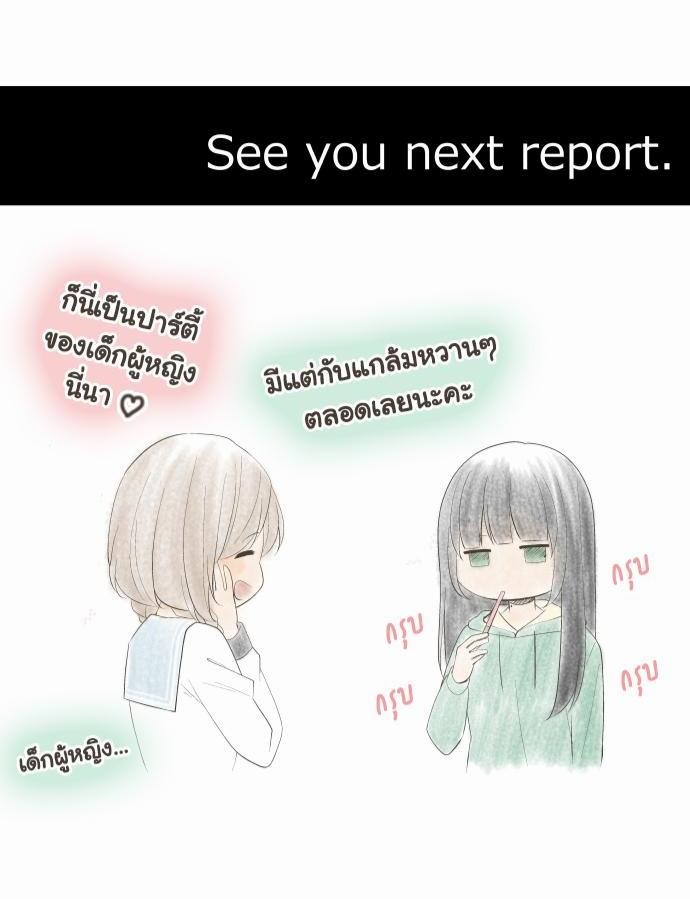 See you next report.
ก็นี่เป็นปาร์ตี้
ของเด็กผู้หญิง
นี่นา ♡
มีแต่กับแกล้มหวานๆ
ตลอดเลยนะคะ
กรุบ
กรุบ
กรุบ
กรุบ
เด็กผู้หญิง...